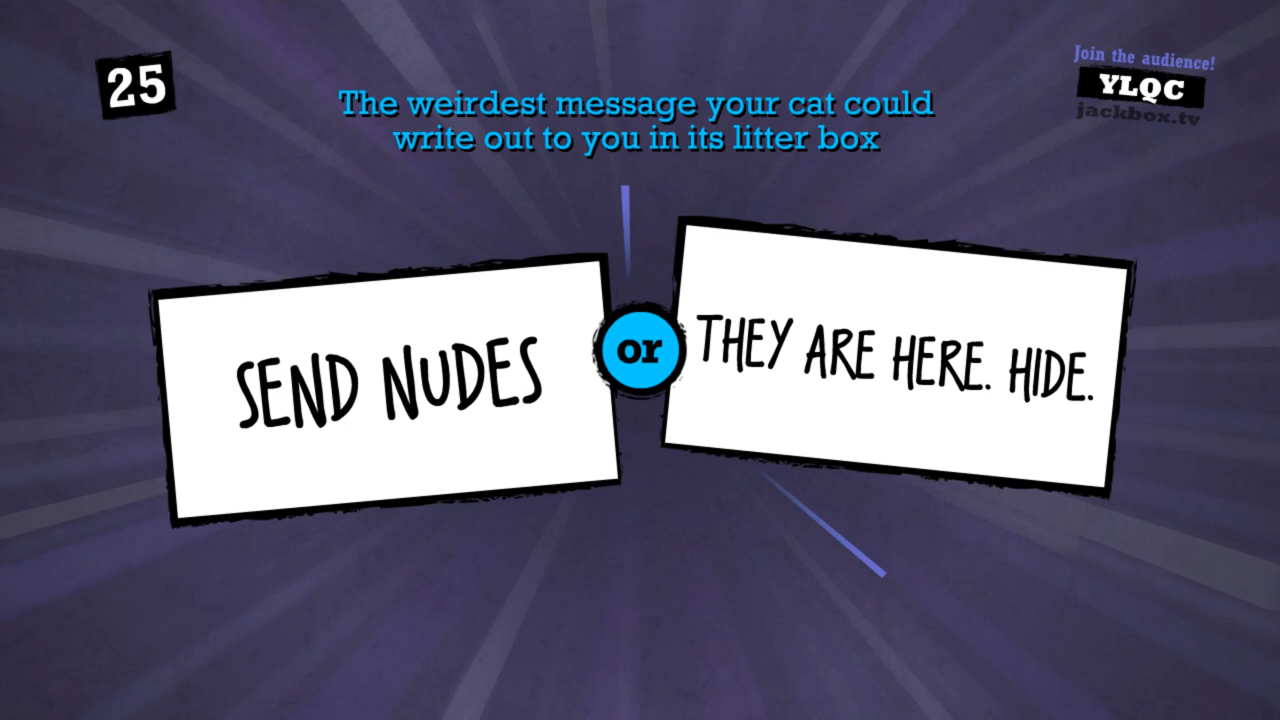 25
The weirdest message your cat could
write out to you in its litter box
Join the audience!
YLQC
jackbox.tv
SEND NUDES
or
THEY ARE HERE. HIDE.